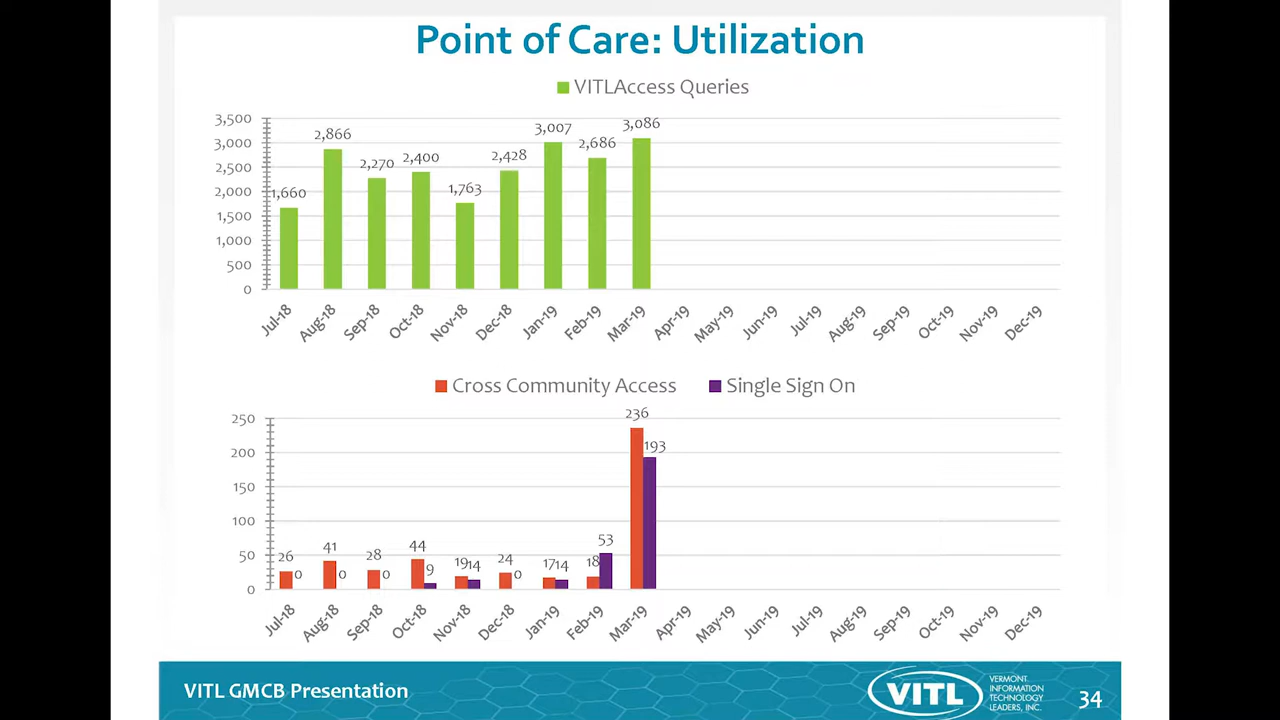 Point of Care: Utilization
VITLAccess Queries
3,500
3,000
2,500
2,000
1,500
1,000
500
0
1,660
2,866
2,270
2,400
1,763
2,428
3,007
2,686
3,086
Jul-18
Aug-18
Sep-18
Oct-18
Nov-18
Dec-18
Jan-19
Feb-19
Mar-19
Apr-19
May-19
Jun-19
Jul-19
Aug-19
Sep-19
Oct-19
Nov-19
Dec-19
Cross Community Access
Single Sign On
250
200
150
100
50
0
26
0
41
0
28
0
44
9
19
14
24
0
17
14
18
53
236
193
Jul-18
Aug-18
Sep-18
Oct-18
Nov-18
Dec-18
Jan-19
Feb-19
Mar-19
Apr-19
May-19
Jun-19
Jul-19
Aug-19
Sep-19
Oct-19
Nov-19
Dec-19
VITL GMCB Presentation
VITL
VERMONT
INFORMATION
TECHNOLOGY
LEADERS, INC.
34